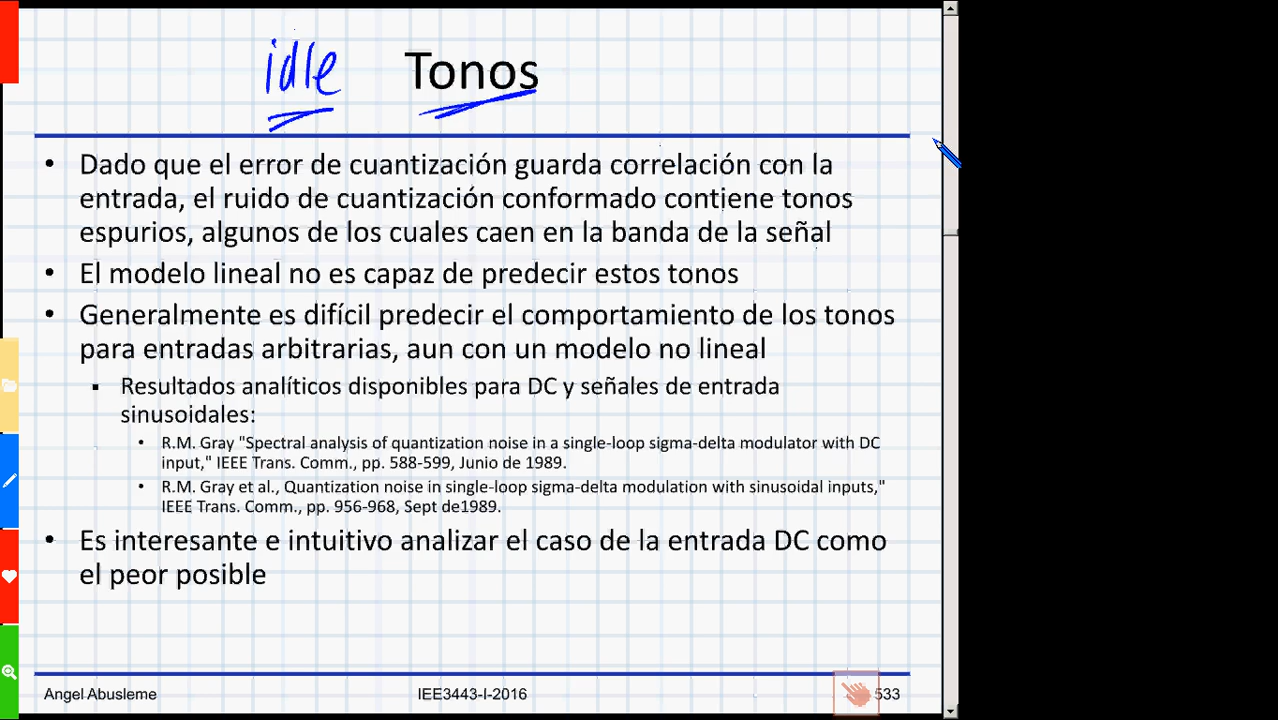 idle Tonos
• Dado que el error de cuantización guarda correlación con la
entrada, el ruido de cuantización conformado contiene tonos
espurios, algunos de los cuales caen en la banda de la señal
• El modelo lineal no es capaz de predecir estos tonos
• Generalmente es difícil predecir el comportamiento de los tonos
para entradas arbitrarias, aun con un modelo no lineal
▪ Resultados analíticos disponibles para DC y señales de entrada
sinusoidales:
• R.M. Gray "Spectral analysis of quantization noise in a single-loop sigma-delta modulator with DC
input," IEEE Trans. Comm., pp. 588-599, Junio de 1989.
• R.M. Gray et al., Quantization noise in single-loop sigma-delta modulation with sinusoidal inputs,"
IEEE Trans. Comm., pp. 956-968, Sept de1989.
• Es interesante e intuitivo analizar el caso de la entrada DC como
el peor posible
Angel Abusleme IEE3443-I-2016 533